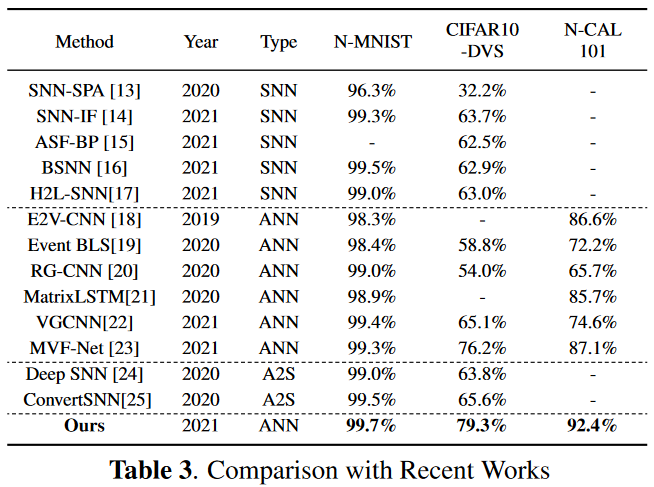 Method Year Type N-MNIST CIFAR10 -DVS N-CAL 101
SNN-SPA [13] 2020 SNN 96.3% 32.2% -
SNN-IF [14] 2021 SNN 99.3% 63.7% -
ASF-BP [15] 2021 SNN - 62.5% -
BSNN [16] 2021 SNN 99.5% 62.9% -
H2L-SNN[17] 2021 SNN 99.0% 63.0% -
E2V-CNN [18] 2019 ANN 98.3% - 86.6%
Event BLS[19] 2020 ANN 98.4% 58.8% 72.2%
RG-CNN [20] 2020 ANN 99.0% 54.0% 65.7%
MatrixLSTM[21] 2020 ANN 98.9% - 85.7%
VGCNN[22] 2021 ANN 99.4% 65.1% 74.6%
MVF-Net [23] 2021 ANN 99.3% 76.2% 87.1%
Deep SNN [24] 2020 A2S 99.0% 63.8% -
ConvertSNN[25] 2020 A2S 99.5% 65.6% -
Ours 2021 ANN 99.7% 79.3% 92.4%
Table 3. Comparison with Recent Works